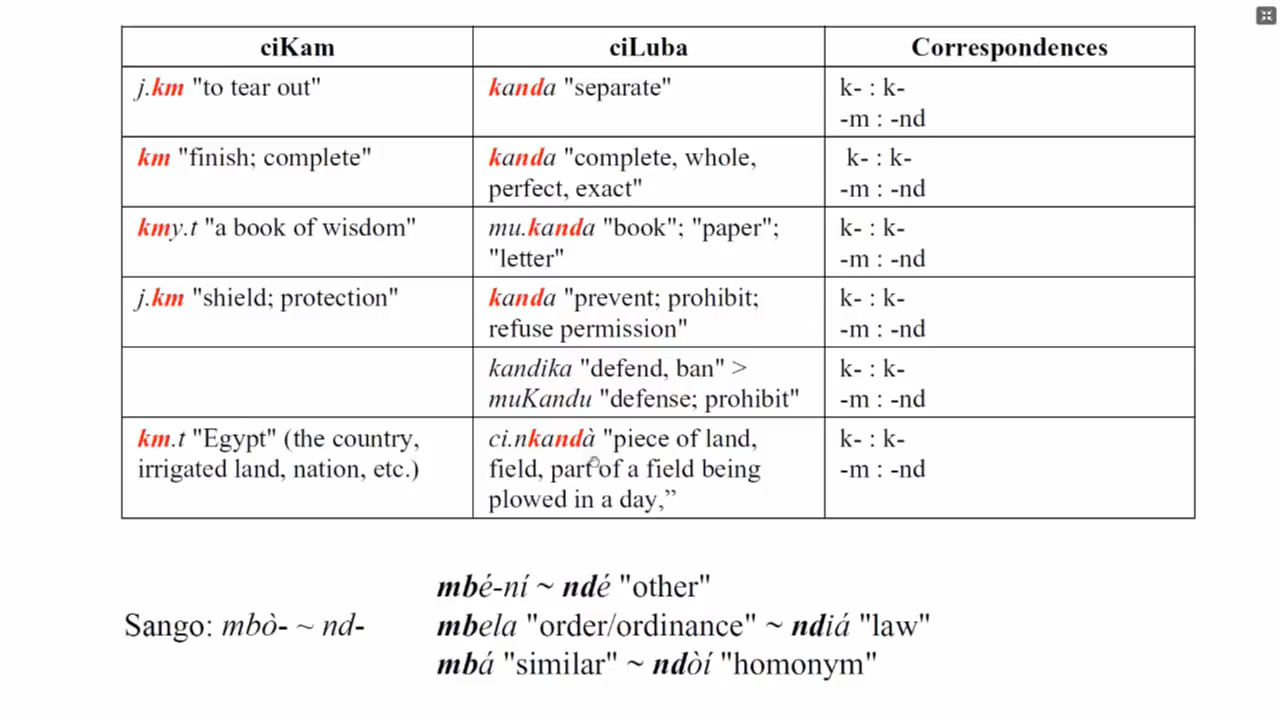 ciKam ciLuba Correspondences
j.km "to tear out" kanda "separate" k- : k-
-m : -nd
km "finish; complete" kanda "complete, whole, k- : k-
perfect, exact" -m : -nd
kmy.t "a book of wisdom" mu.kanda "book"; "paper"; k- : k-
"letter" -m : -nd
j.km "shield; protection" kanda "prevent; prohibit; k- : k-
refuse permission" -m : -nd
kandika "defend, ban" > k- : k-
muKandu "defense; prohibit" -m : -nd
km.t "Egypt" (the country, ci.nkandà "piece of land, k- : k-
irrigated land, nation, etc.) field, part of a field being -m : -nd
plowed in a day,”
mbé-ní ~ ndé "other"
Sango: mbò- ~ nd- mbela "order/ordinance" ~ ndiá "law"
mbá "similar" ~ ndòí "homonym"